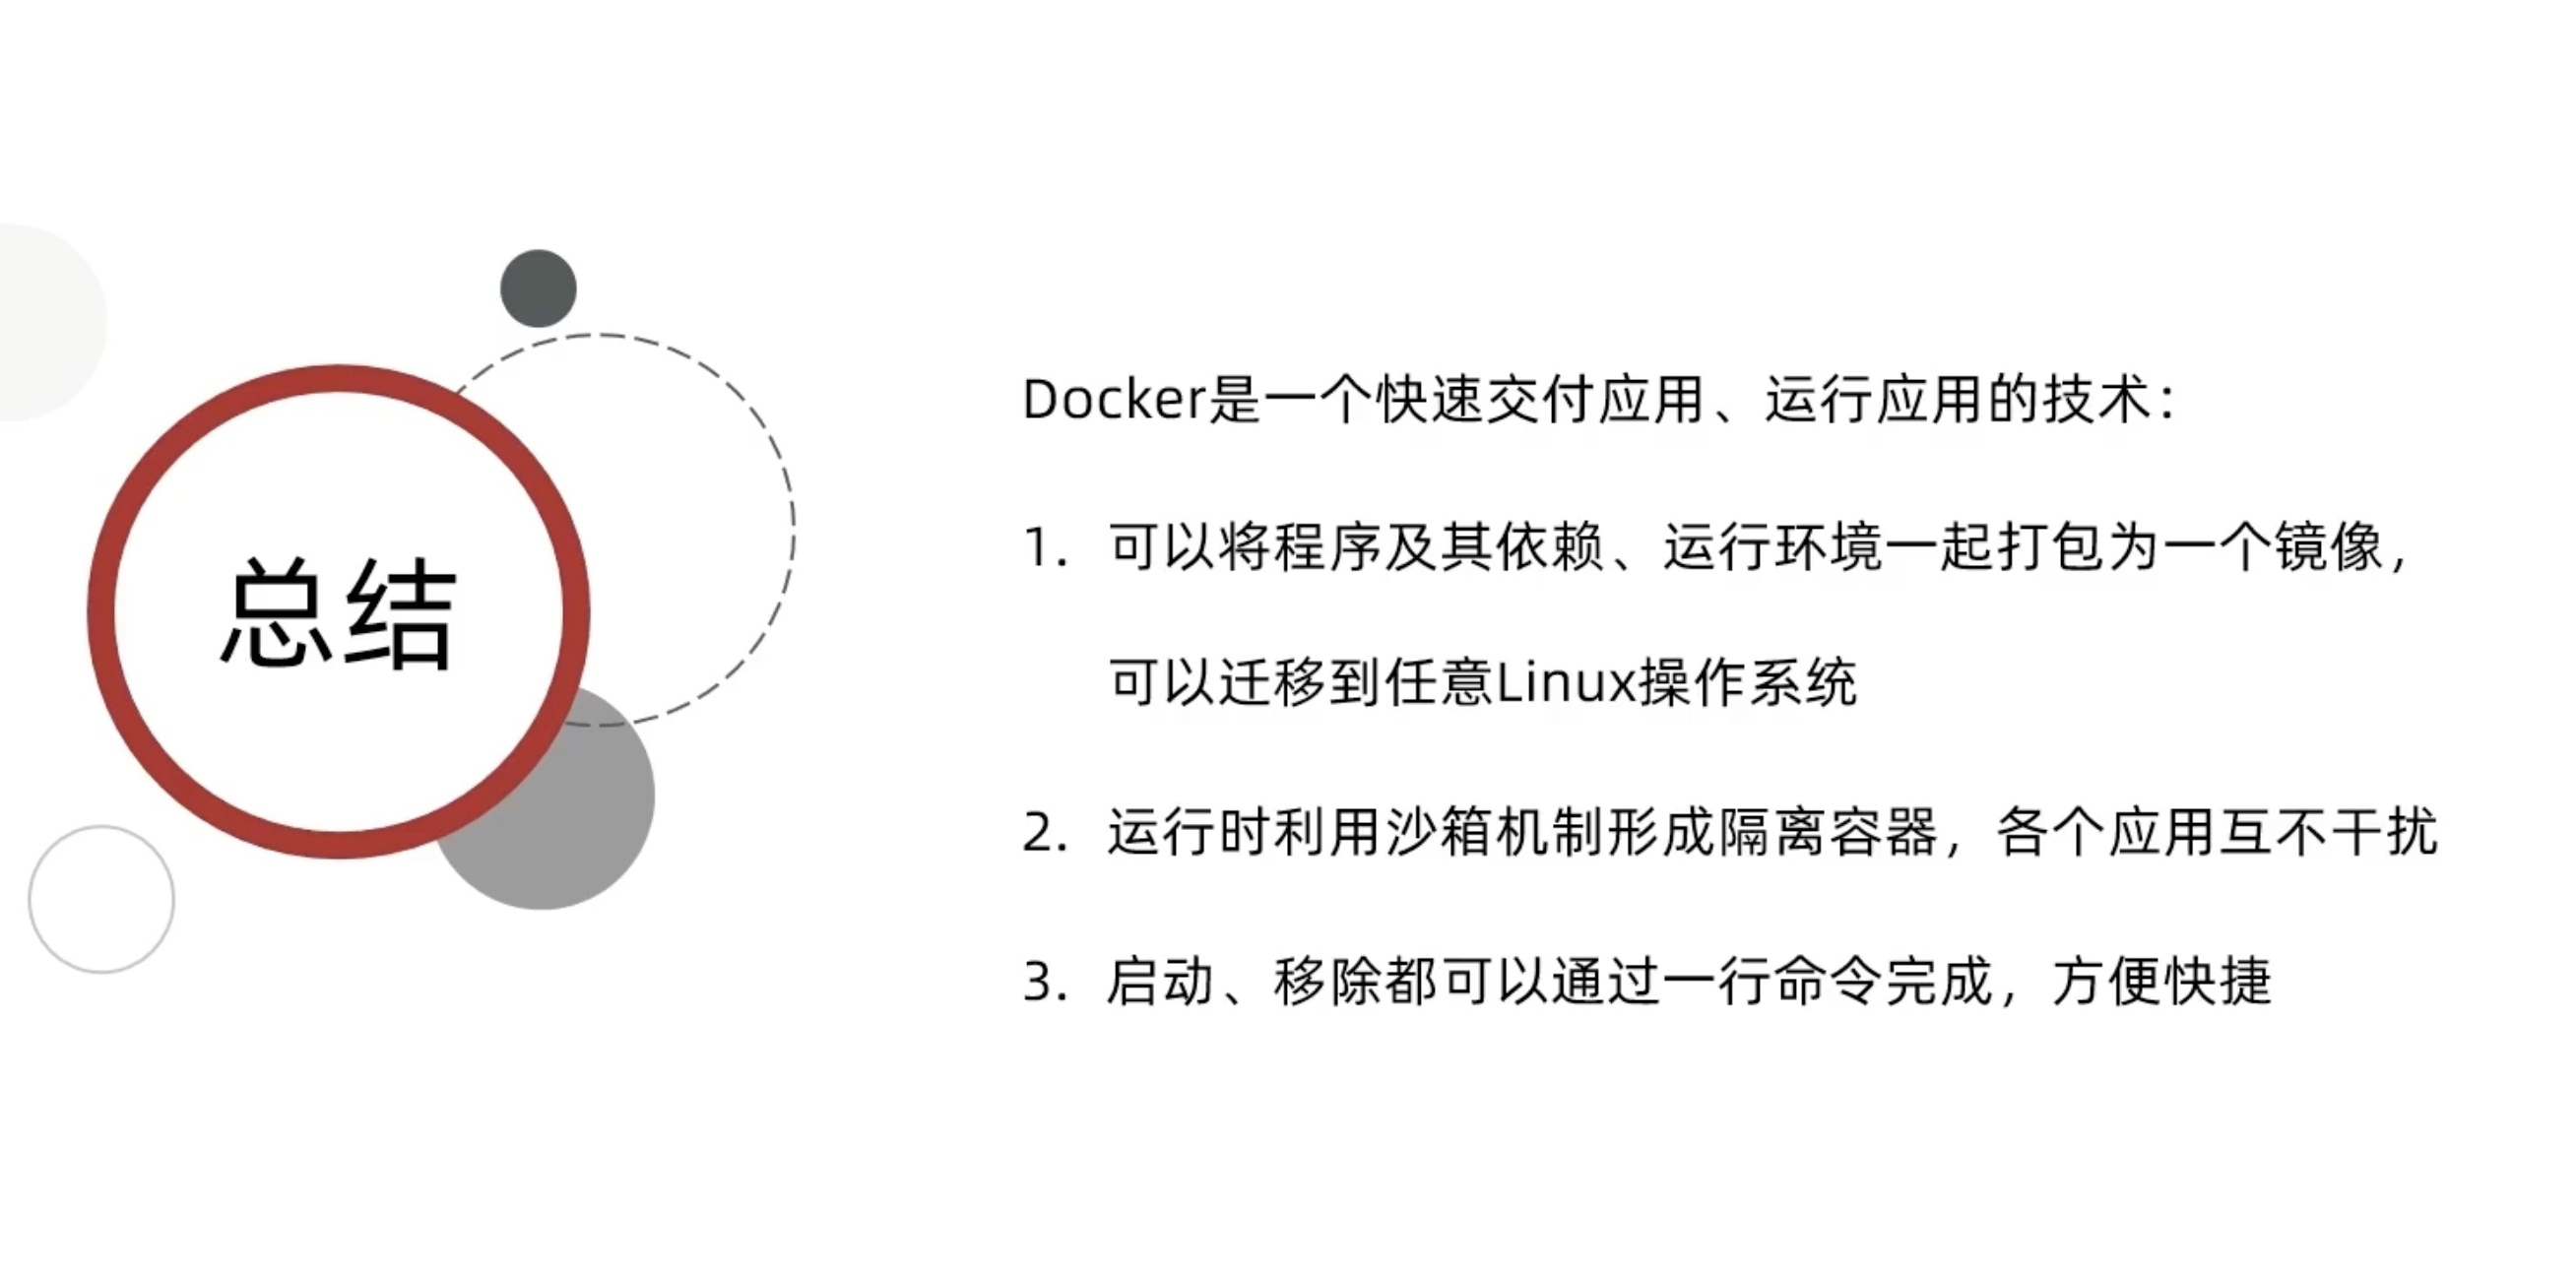 总结
Docker是一个快速交付应用、运行应用的技术：
1. 可以将程序及其依赖、运行环境一起打包为一个镜像，
可以迁移到任意Linux操作系统
2. 运行时利用沙箱机制形成隔离容器，各个应用互不干扰
3. 启动、移除都可以通过一行命令完成，方便快捷